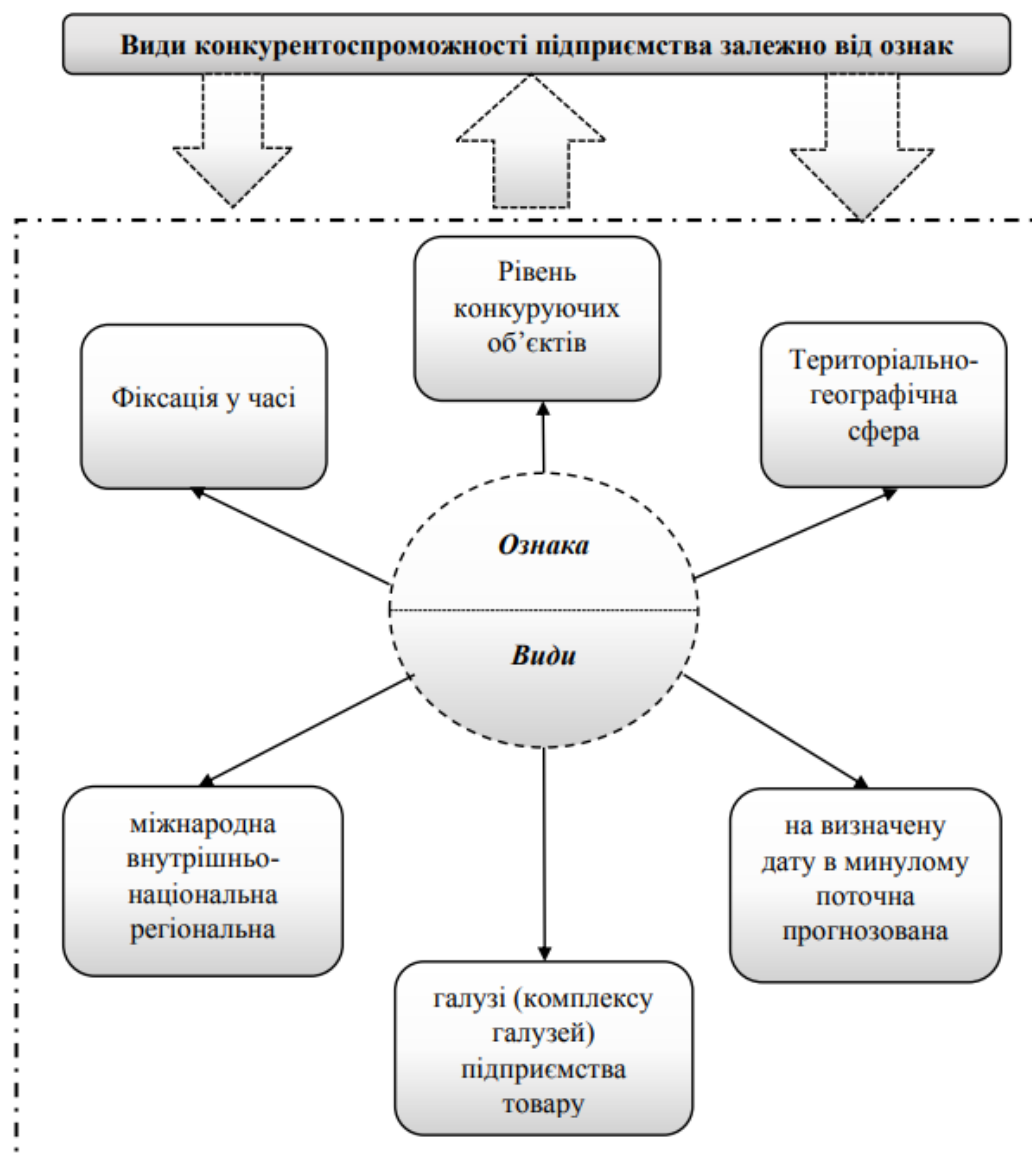 Види конкурентоспроможності підприємства залежно від ознак
Рівень
конкуруючих
об’єктів
Фіксація у часі
Територіально-
географічна
сфера
Ознака
Види
міжнародна
внутрішньо-
національна
регіональна
на визначену
дату в минулому
поточна
прогнозована
галузі (комплексу
галузей)
підприємства
товару